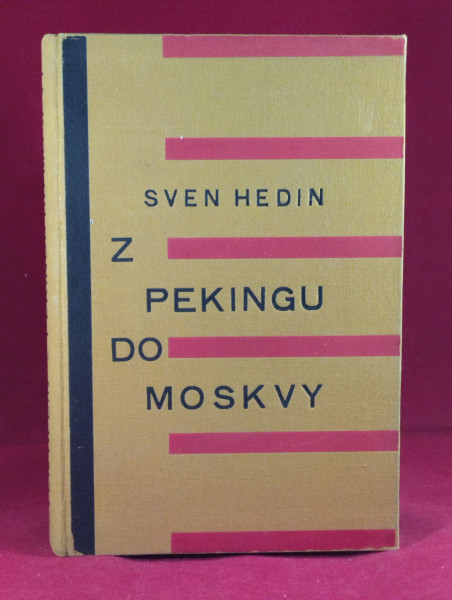 SVEN HEDIN
Z
PEKINGU
DO
MOSKVY